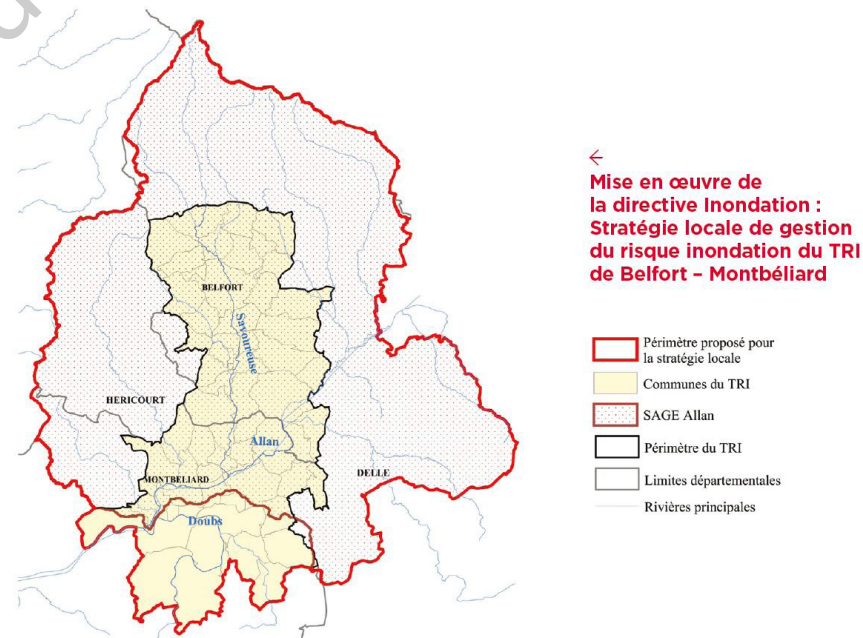 BELFORT
Savoureuse
HERICOURT
Allan
MONTBELIARD
DELLE
Doubs
←
Mise en œuvre de
la directive Inondation :
Stratégie locale de gestion
du risque inondation du TRI
de Belfort – Montbéliard
Périmètre proposé pour
la stratégie locale
Communes du TRI
SAGE Allan
Périmètre du TRI
Limites départementales
Rivières principales